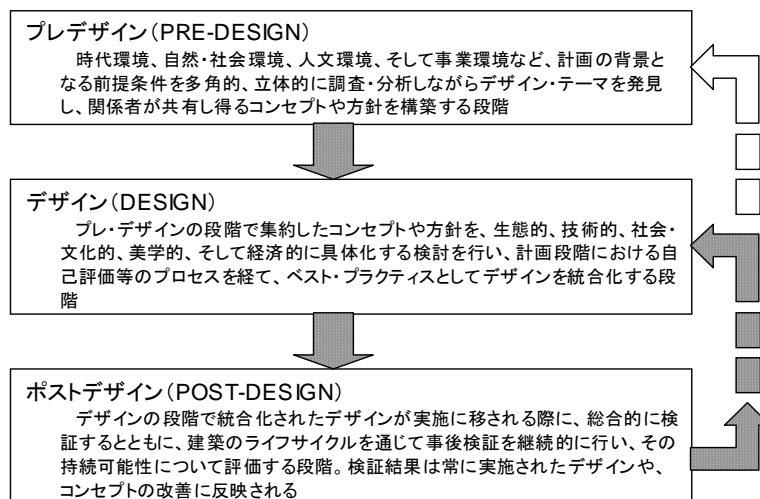 プレデザイン（PRE-DESIGN）
時代環境、自然・社会環境、人文環境、そして事業環境など、計画の背景と
なる前提条件を多角的、立体的に調査・分析しながらデザイン・テーマを発見
し、関係者が共有し得るコンセプトや方針を構築する段階
デザイン（DESIGN）
プレ・デザインの段階で集約したコンセプトや方針を、生態的、技術的、社会・
文化的、美学的、そして経済的に具体化する検討を行い、計画段階における自
己評価等のプロセスを経て、ベスト・プラクティスとしてデザインを統合化する段
階
ポストデザイン（POST-DESIGN）
デザインの段階で統合化されたデザインが実施に移される際に、総合的に検
証するとともに、建築のライフサイクルを通じて事後検証を継続的に行い、その
持続可能性について評価する段階。検証結果は常に実施されたデザインや、
コンセプトの改善に反映される